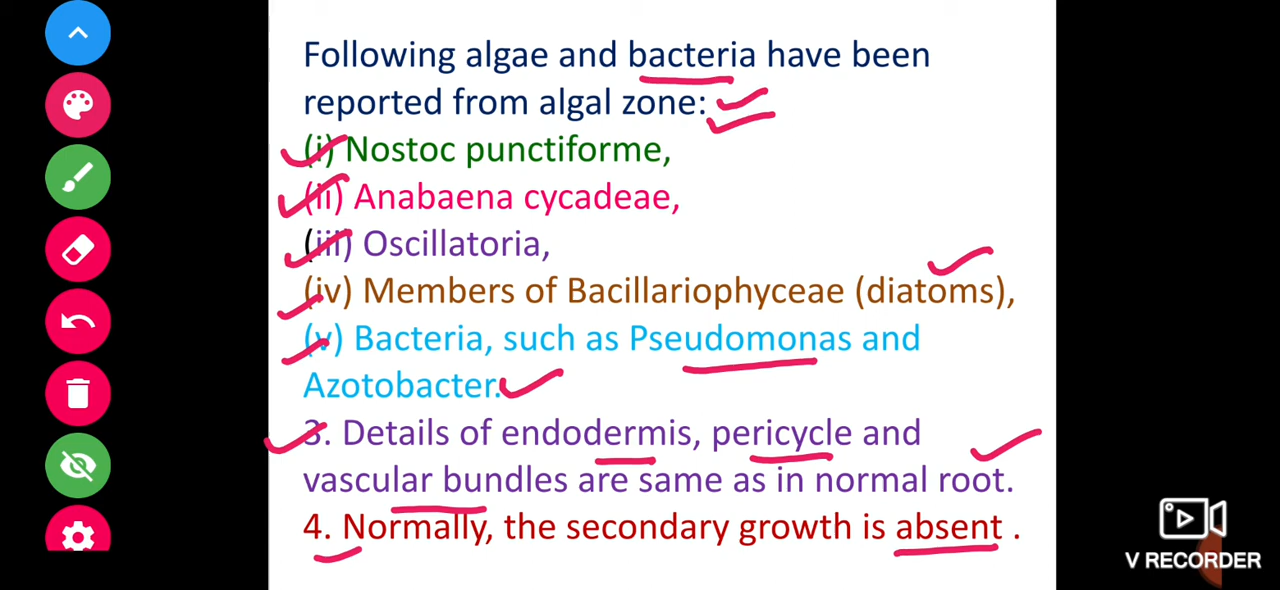 Following algae and bacteria have been
reported from algal zone:
(i) Nostoc punctiforme,
(ii) Anabaena cycadeae,
(iii) Oscillatoria,
(iv) Members of Bacillariophyceae (diatoms),
(v) Bacteria, such as Pseudomonas and
Azotobacter.
3. Details of endodermis, pericycle and
vascular bundles are same as in normal root.
4. Normally, the secondary growth is absent .
V RECORDER